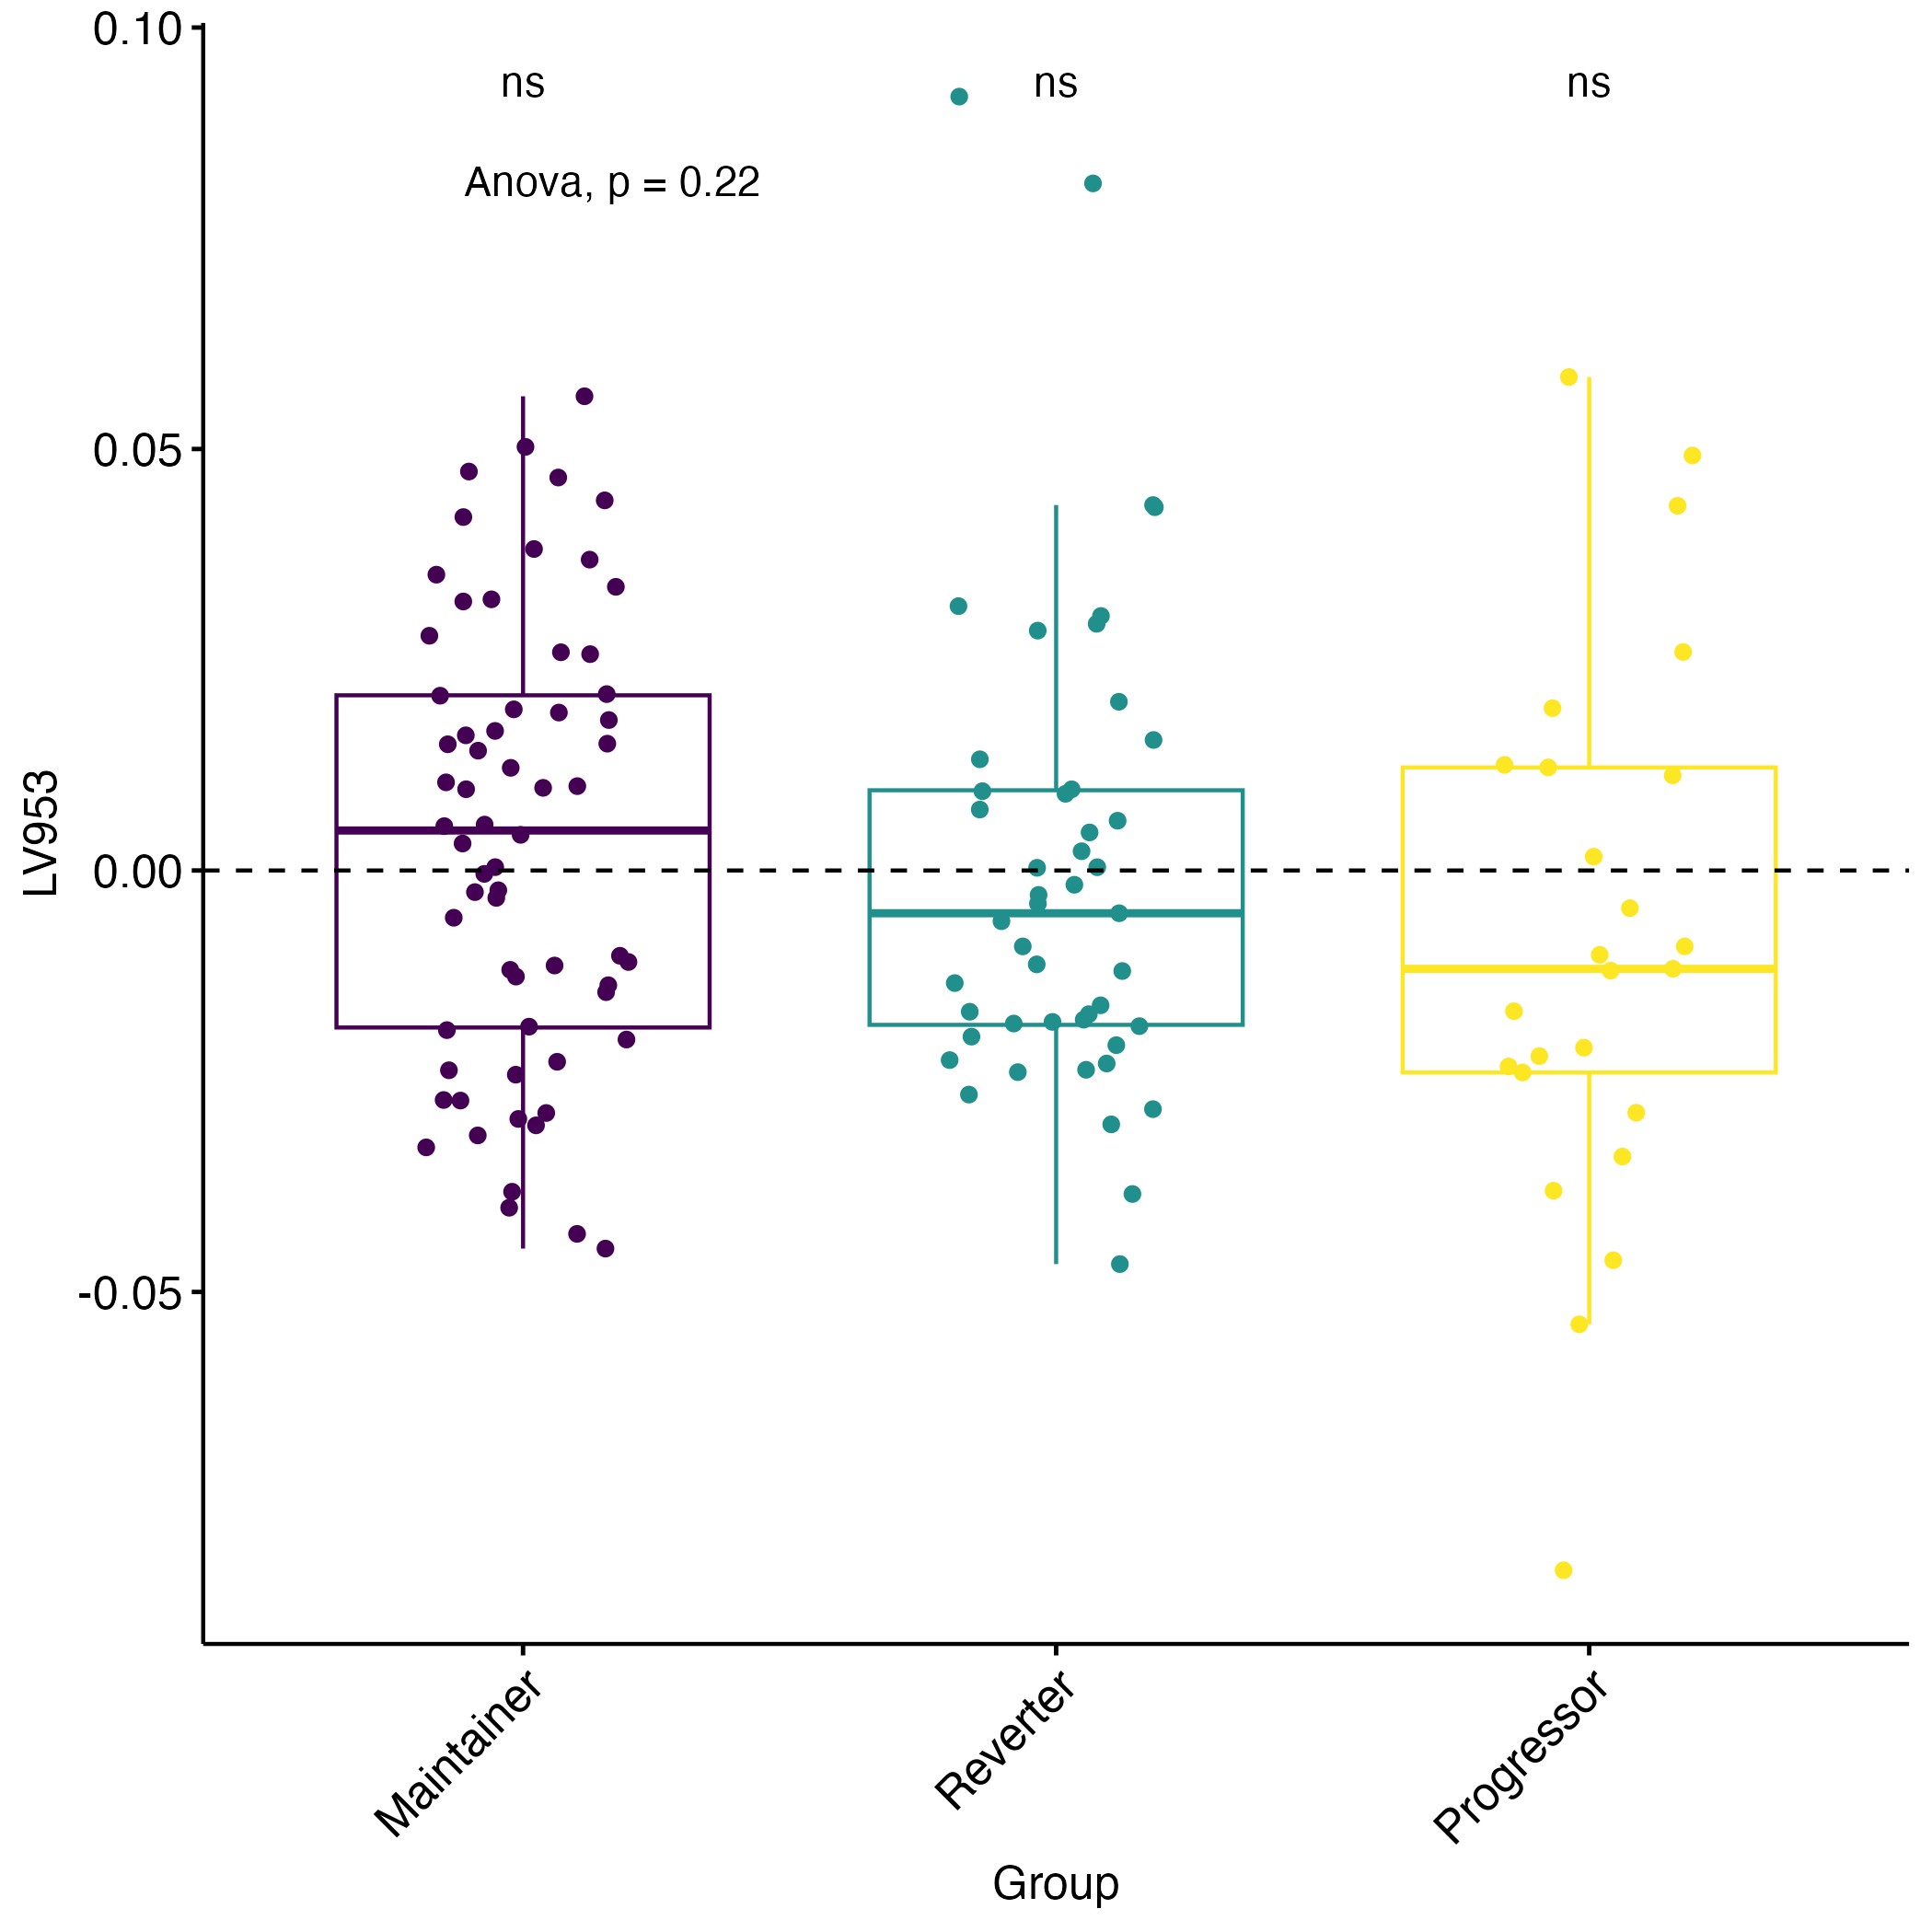 0.10
ns ns ns
Anova, p = 0.22
0.05
LV953
0.00
-0.05
Maintainer Reverter Progressor
Group